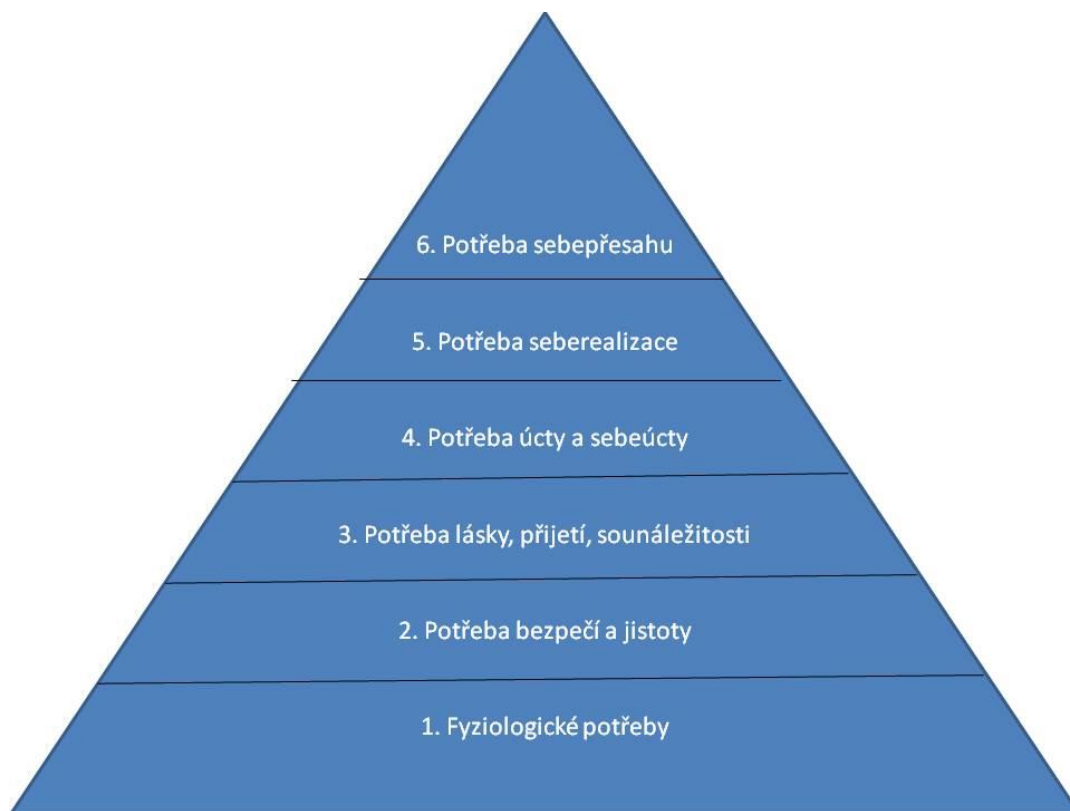 6. Potřeba sebepřesahu
5. Potřeba seberealizace
4. Potřeba úcty a sebeúcty
3. Potřeba lásky, přijetí, sounáležitosti
2. Potřeba bezpečí a jistoty
1. Fyziologické potřeby